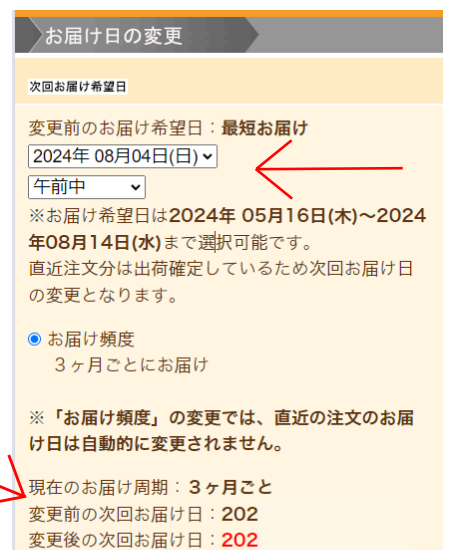 お届け日の変更
次回お届け希望日
変更前のお届け希望日：最短お届け
2024年 08月04日(日)
午前中
※お届け希望日は2024年 05月16日(木)～2024
年08月14日(水)まで選択可能です。
直近注文分は出荷確定しているため次回お届け日
の変更となります。
お届け頻度
３ヶ月ごとにお届け
※「お届け頻度」の変更では、直近の注文のお届
け日は自動的に変更されません。
現在のお届け周期：３ヶ月ごと
変更前の次回お届け日：202
変更後の次回お届け日：202